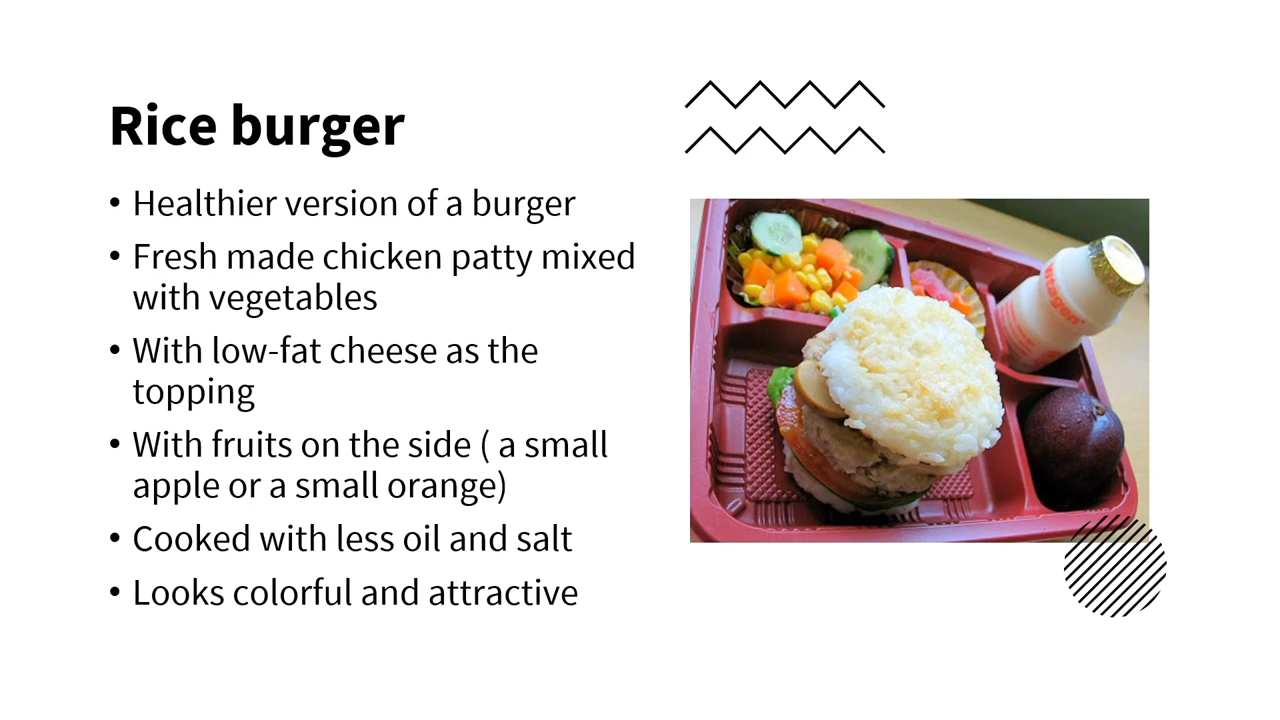 Rice burger
• Healthier version of a burger
• Fresh made chicken patty mixed
with vegetables
• With low-fat cheese as the
topping
• With fruits on the side ( a small
apple or a small orange)
• Cooked with less oil and salt
• Looks colorful and attractive